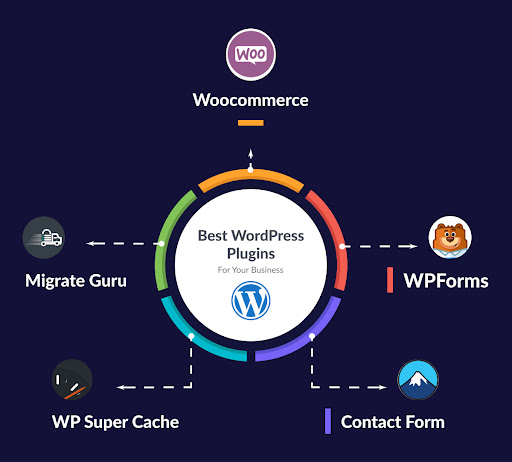 WOO
Woocommerce
Best WordPress
Plugins
For Your Business
W
Migrate Guru
WPForms
WP Super Cache
Contact Form